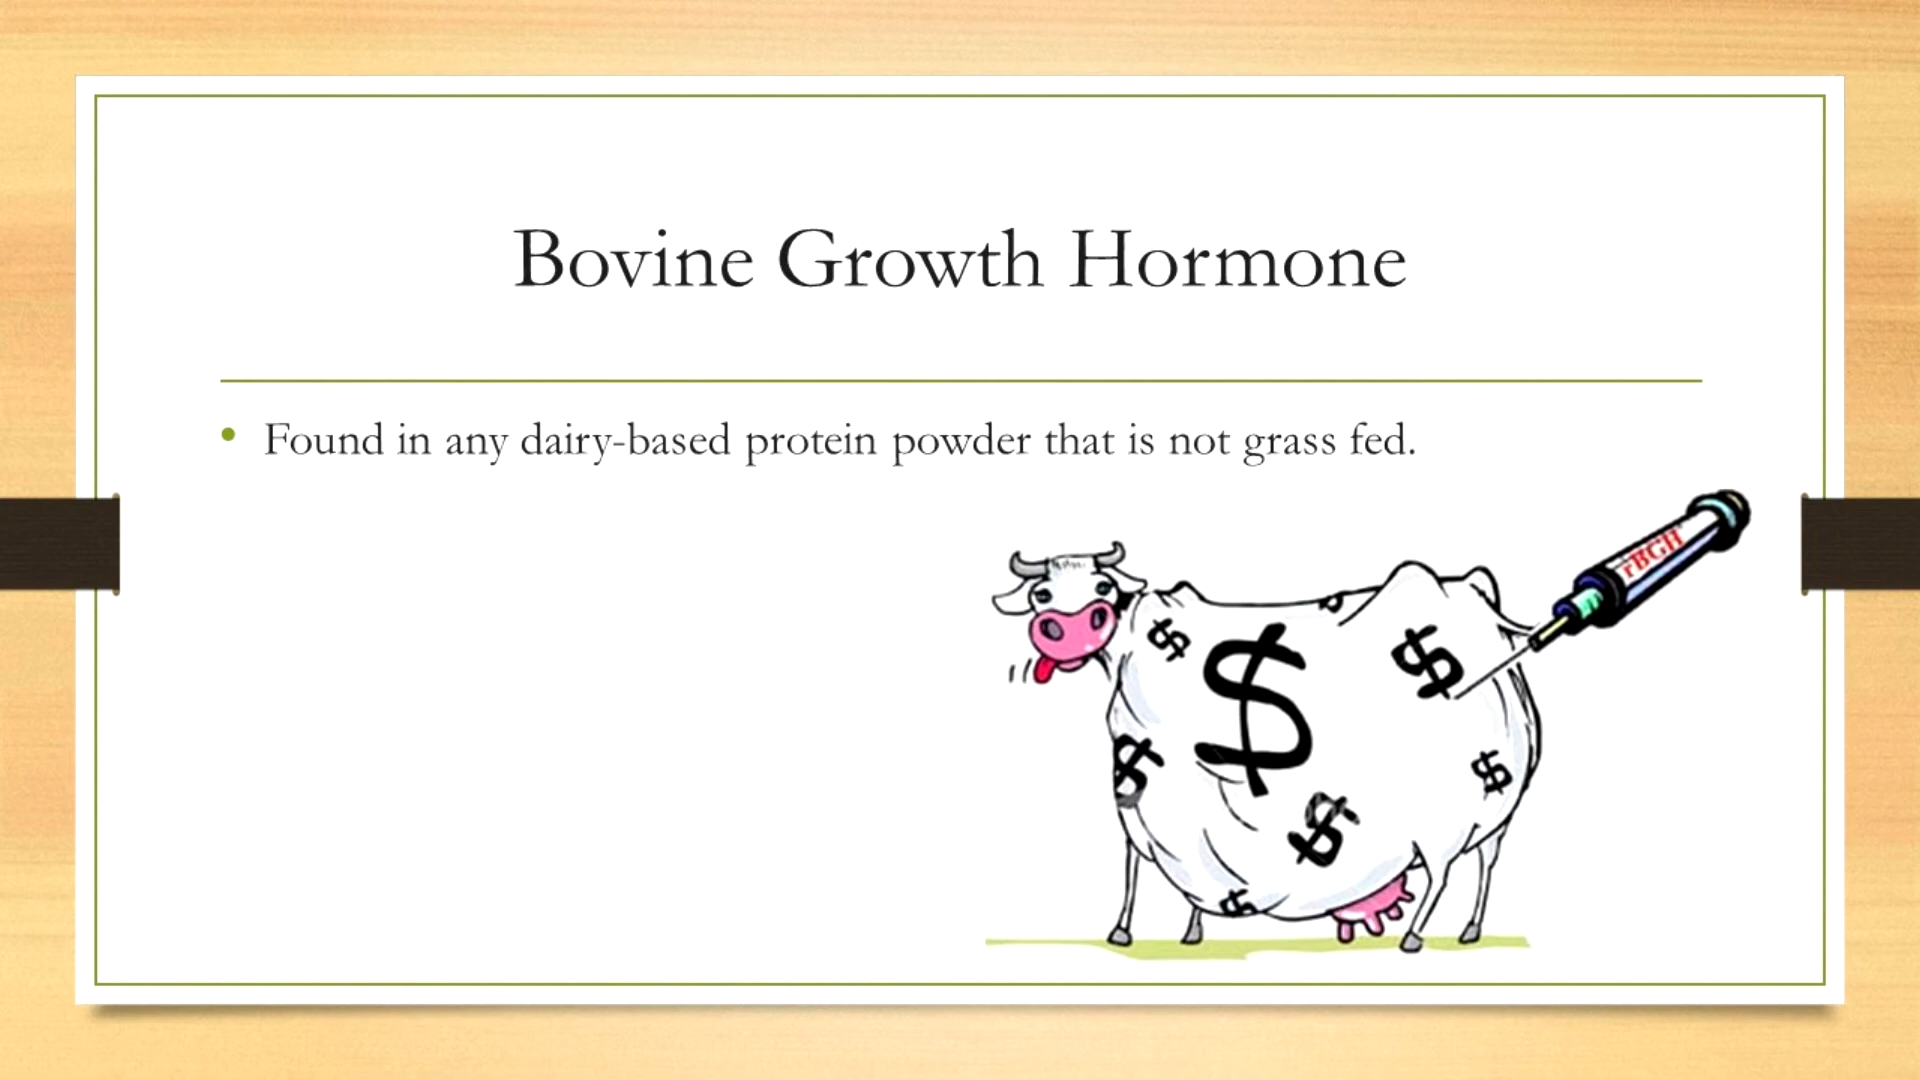 Bovine Growth Hormone
• Found in any dairy-based protein powder that is not grass fed.
rBGH
$
$
$
$
$
$
$